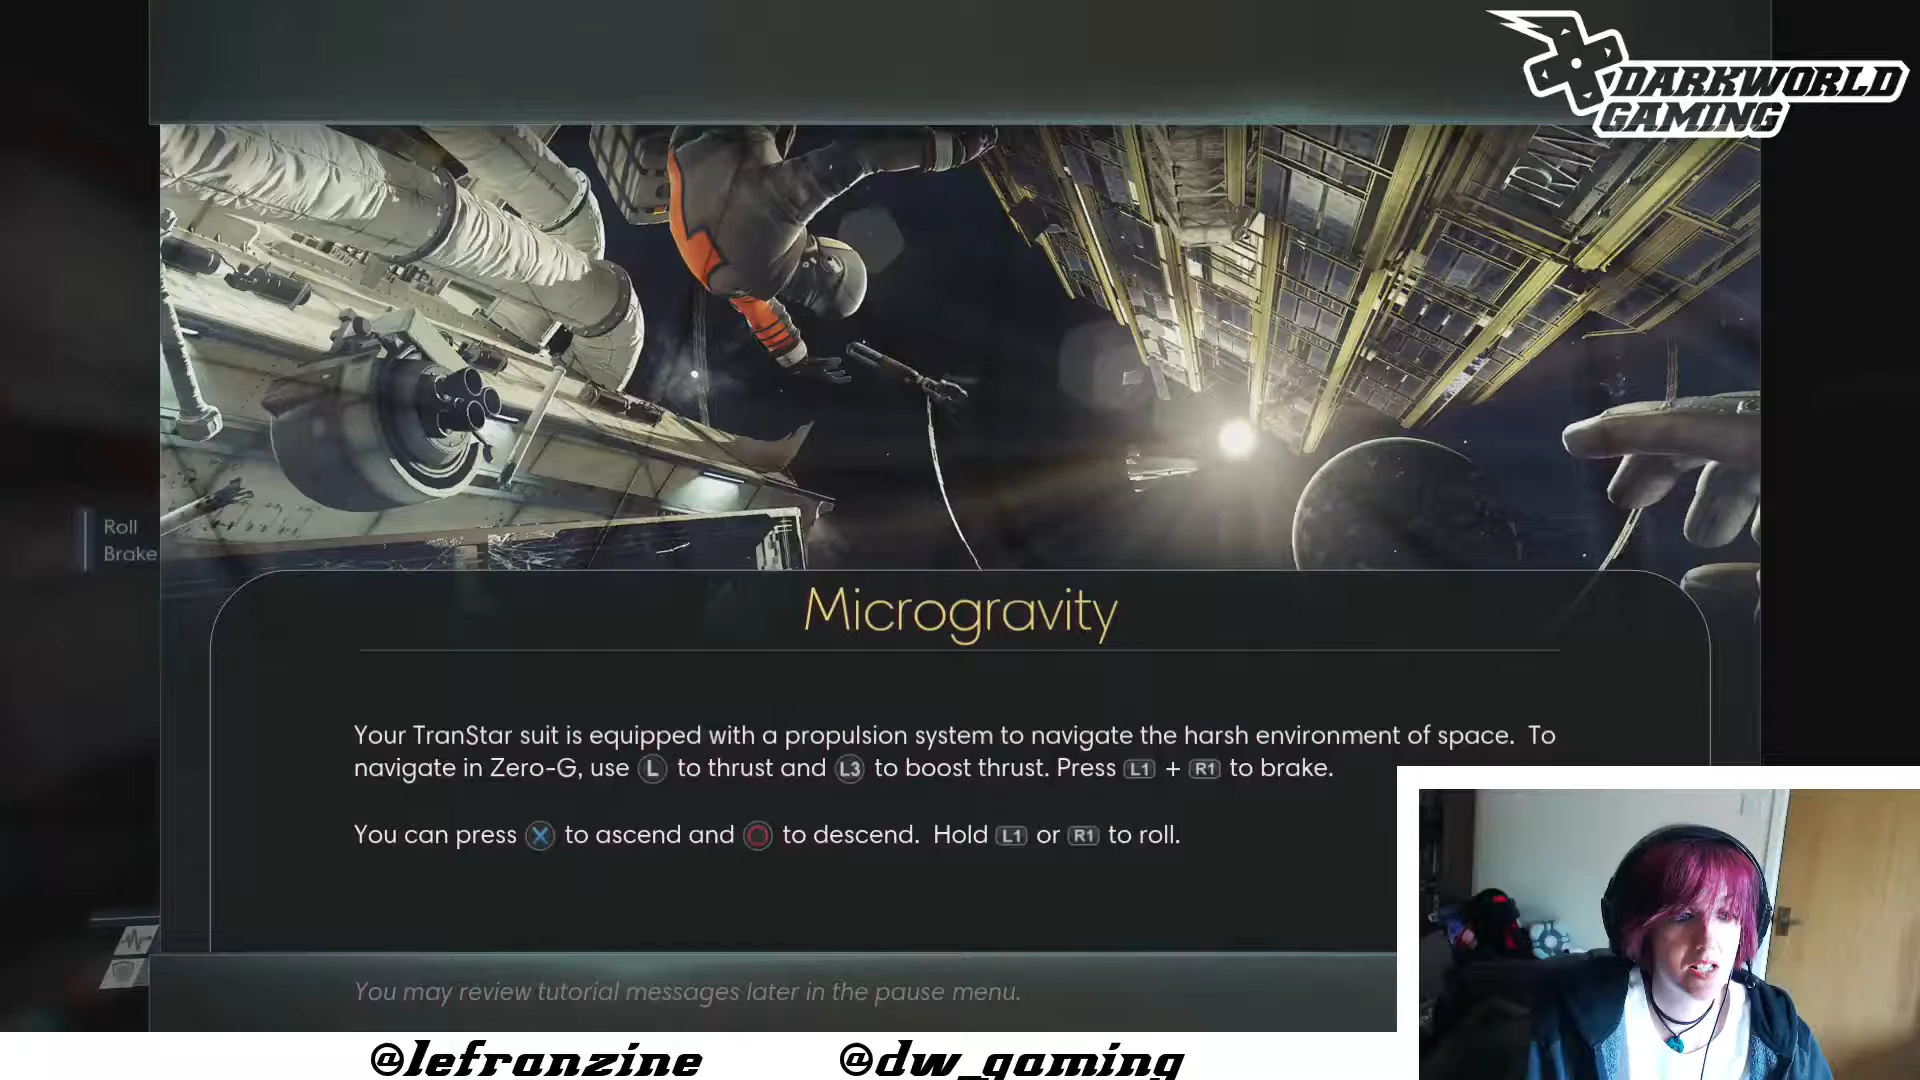 DARKWORLD
GAMING
TRAN
Roll
Brake
Microgravity
Your TranStar suit is equipped with a propulsion system to navigate the harsh environment of space. To
navigate in Zero-G, use L to thrust and L3 to boost thrust. Press L1 + R1 to brake.
You can press X to ascend and O to descend. Hold L1 or R1 to roll.
You may review tutorial messages later in the pause menu.
@lefranzine @dw_gaming